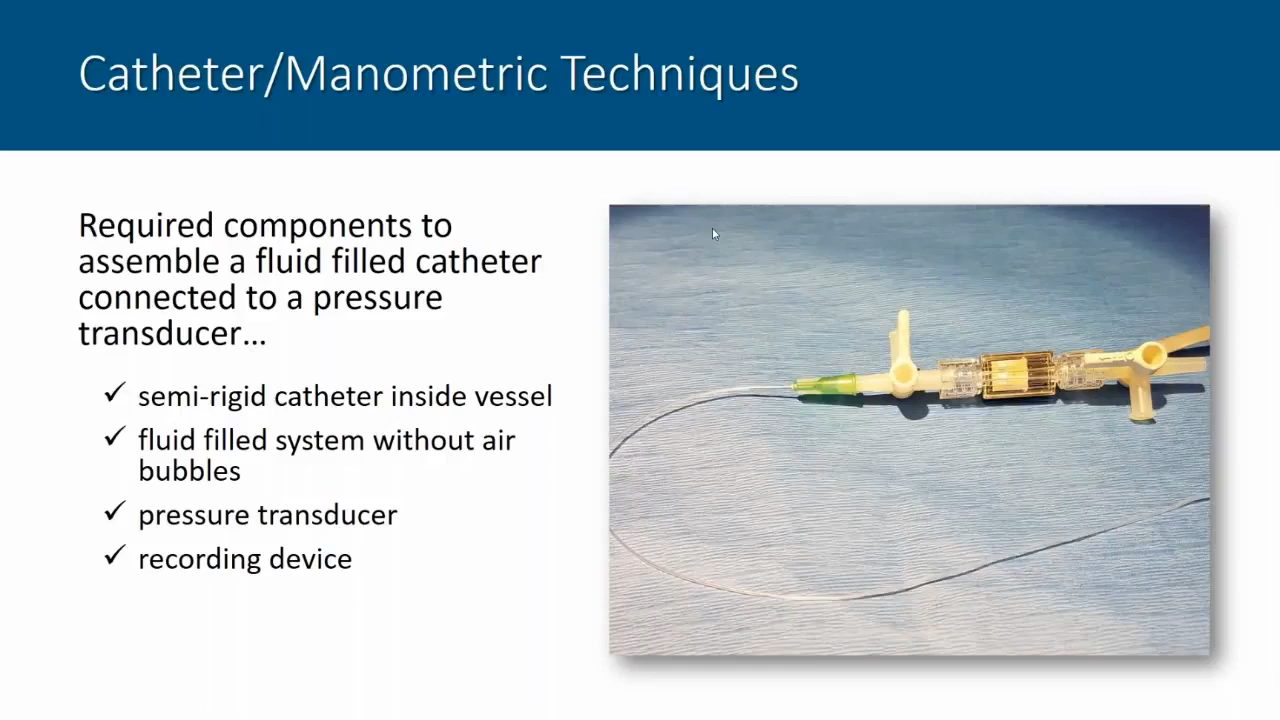 Catheter/Manometric Techniques
Required components to
assemble a fluid filled catheter
connected to a pressure
transducer...
✓ semi-rigid catheter inside vessel
✓ fluid filled system without air
bubbles
✓ pressure transducer
✓ recording device